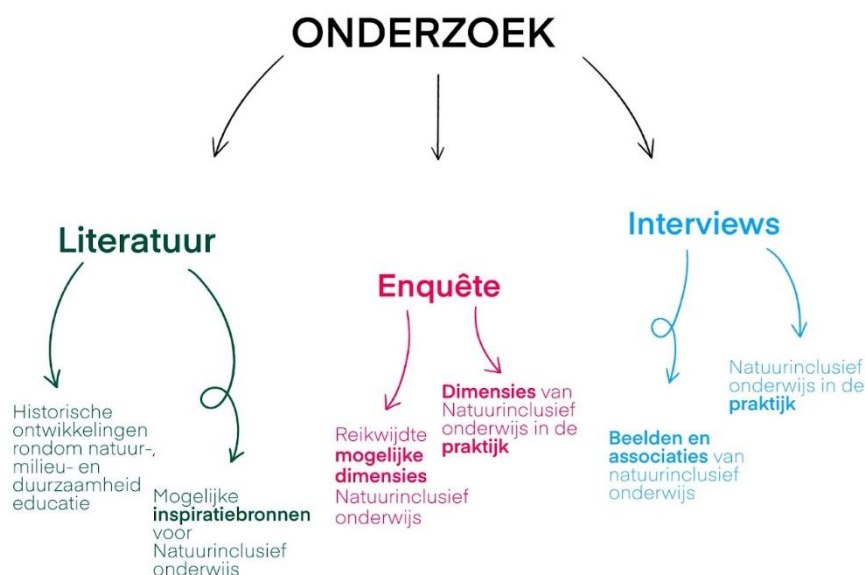 ONDERZOEK
Literatuur
Historische
ontwikkelingen
rondom natuur-,
milieu- en
duurzaamheid
educatie
Mogelijke
inspiratiebronnen
voor
Natuurinclusief
onderwijs
Enquête
Reikwijdte
mogelijke
dimensies
Natuurinclusief
onderwijs
Dimensies van
Natuurinclusief
onderwijs in de
praktijk
Interviews
Beelden en
associaties van
natuurinclusief
onderwijs
Natuurinclusief
onderwijs in de
praktijk